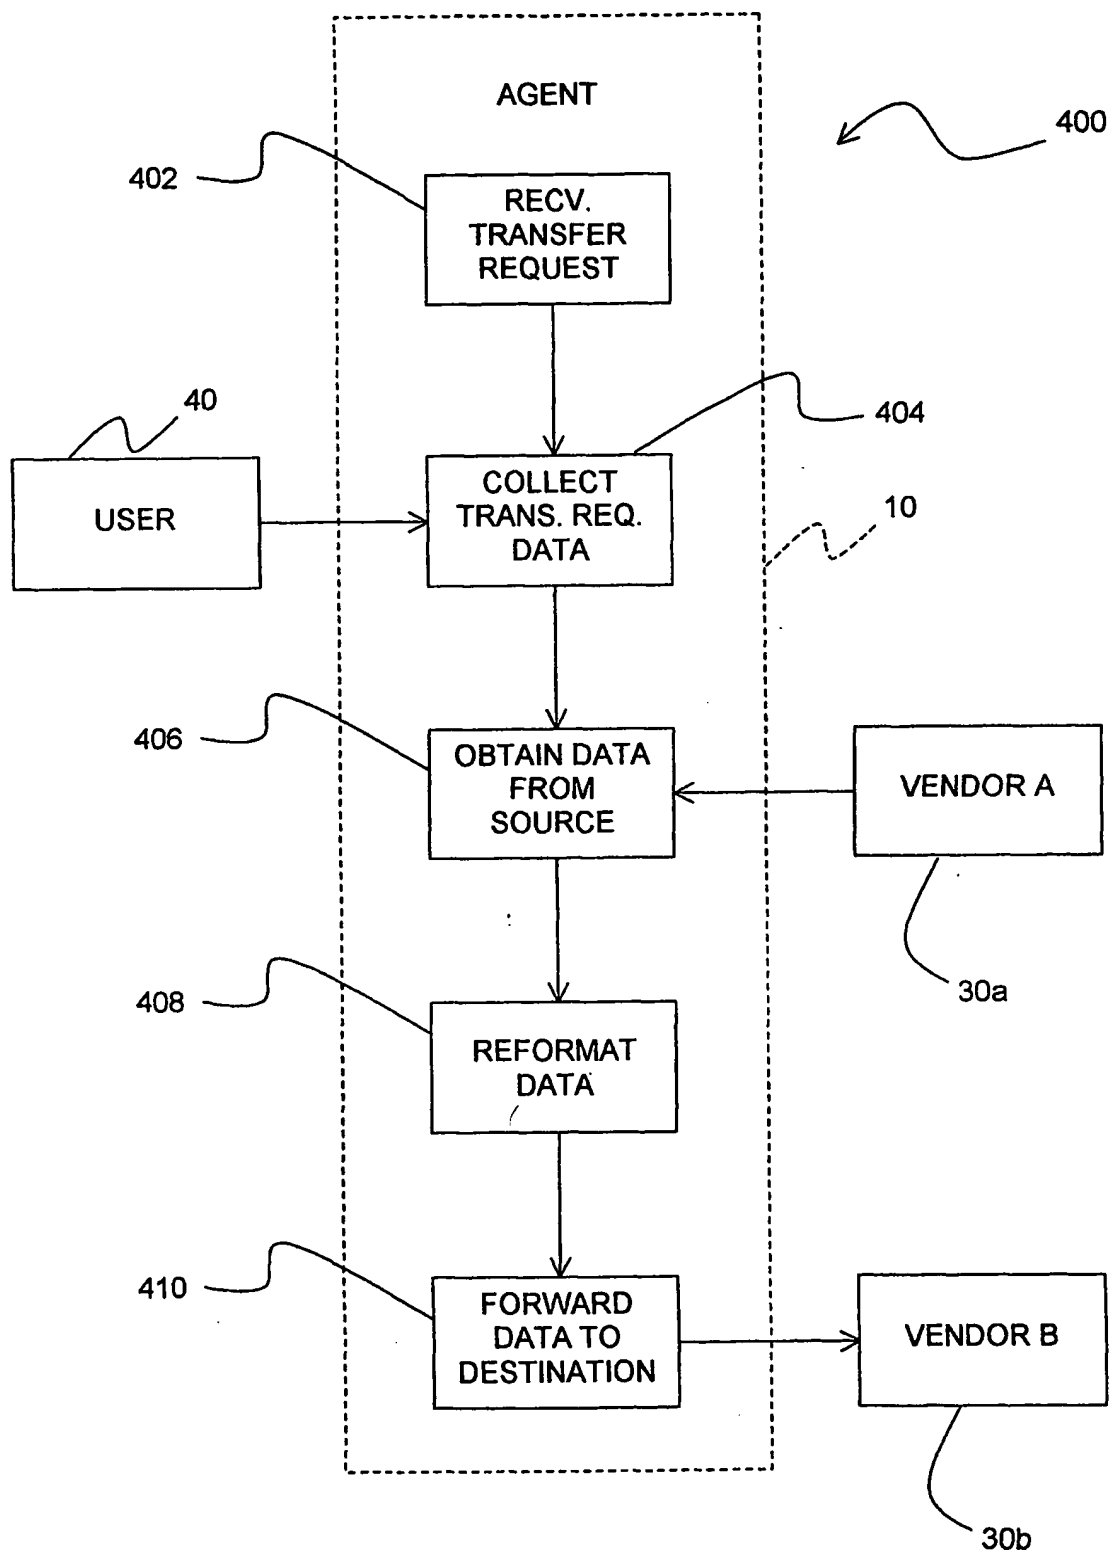 AGENT
400
402
RECV.
TRANSFER
REQUEST
40
404
USER
COLLECT
TRANS. REQ.
DATA
10
406
OBTAIN DATA
FROM
SOURCE
VENDOR A
30a
408
REFORMAT
DATA
410
FORWARD
DATA TO
DESTINATION
VENDOR B
30b